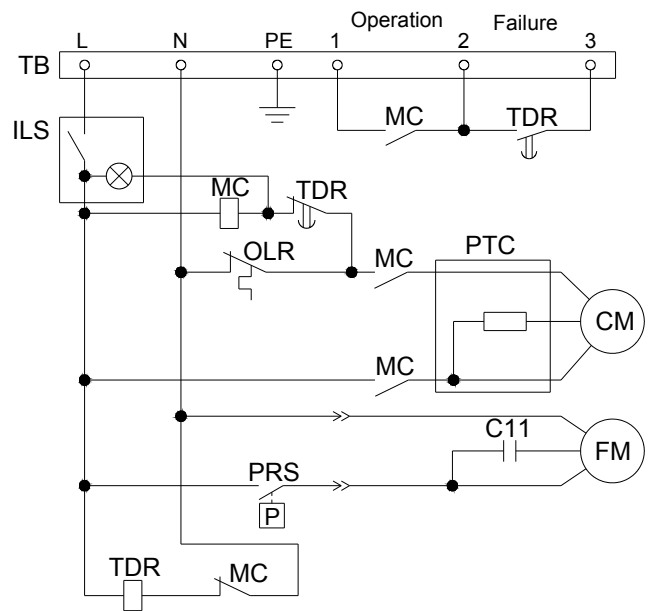 Operation Failure
L N PE 1 2 3
TB
ILS
MC TDR
MC TDR
OLR
MC
PTC
CM
MC
C11
FM
PRS
P
TDR MC